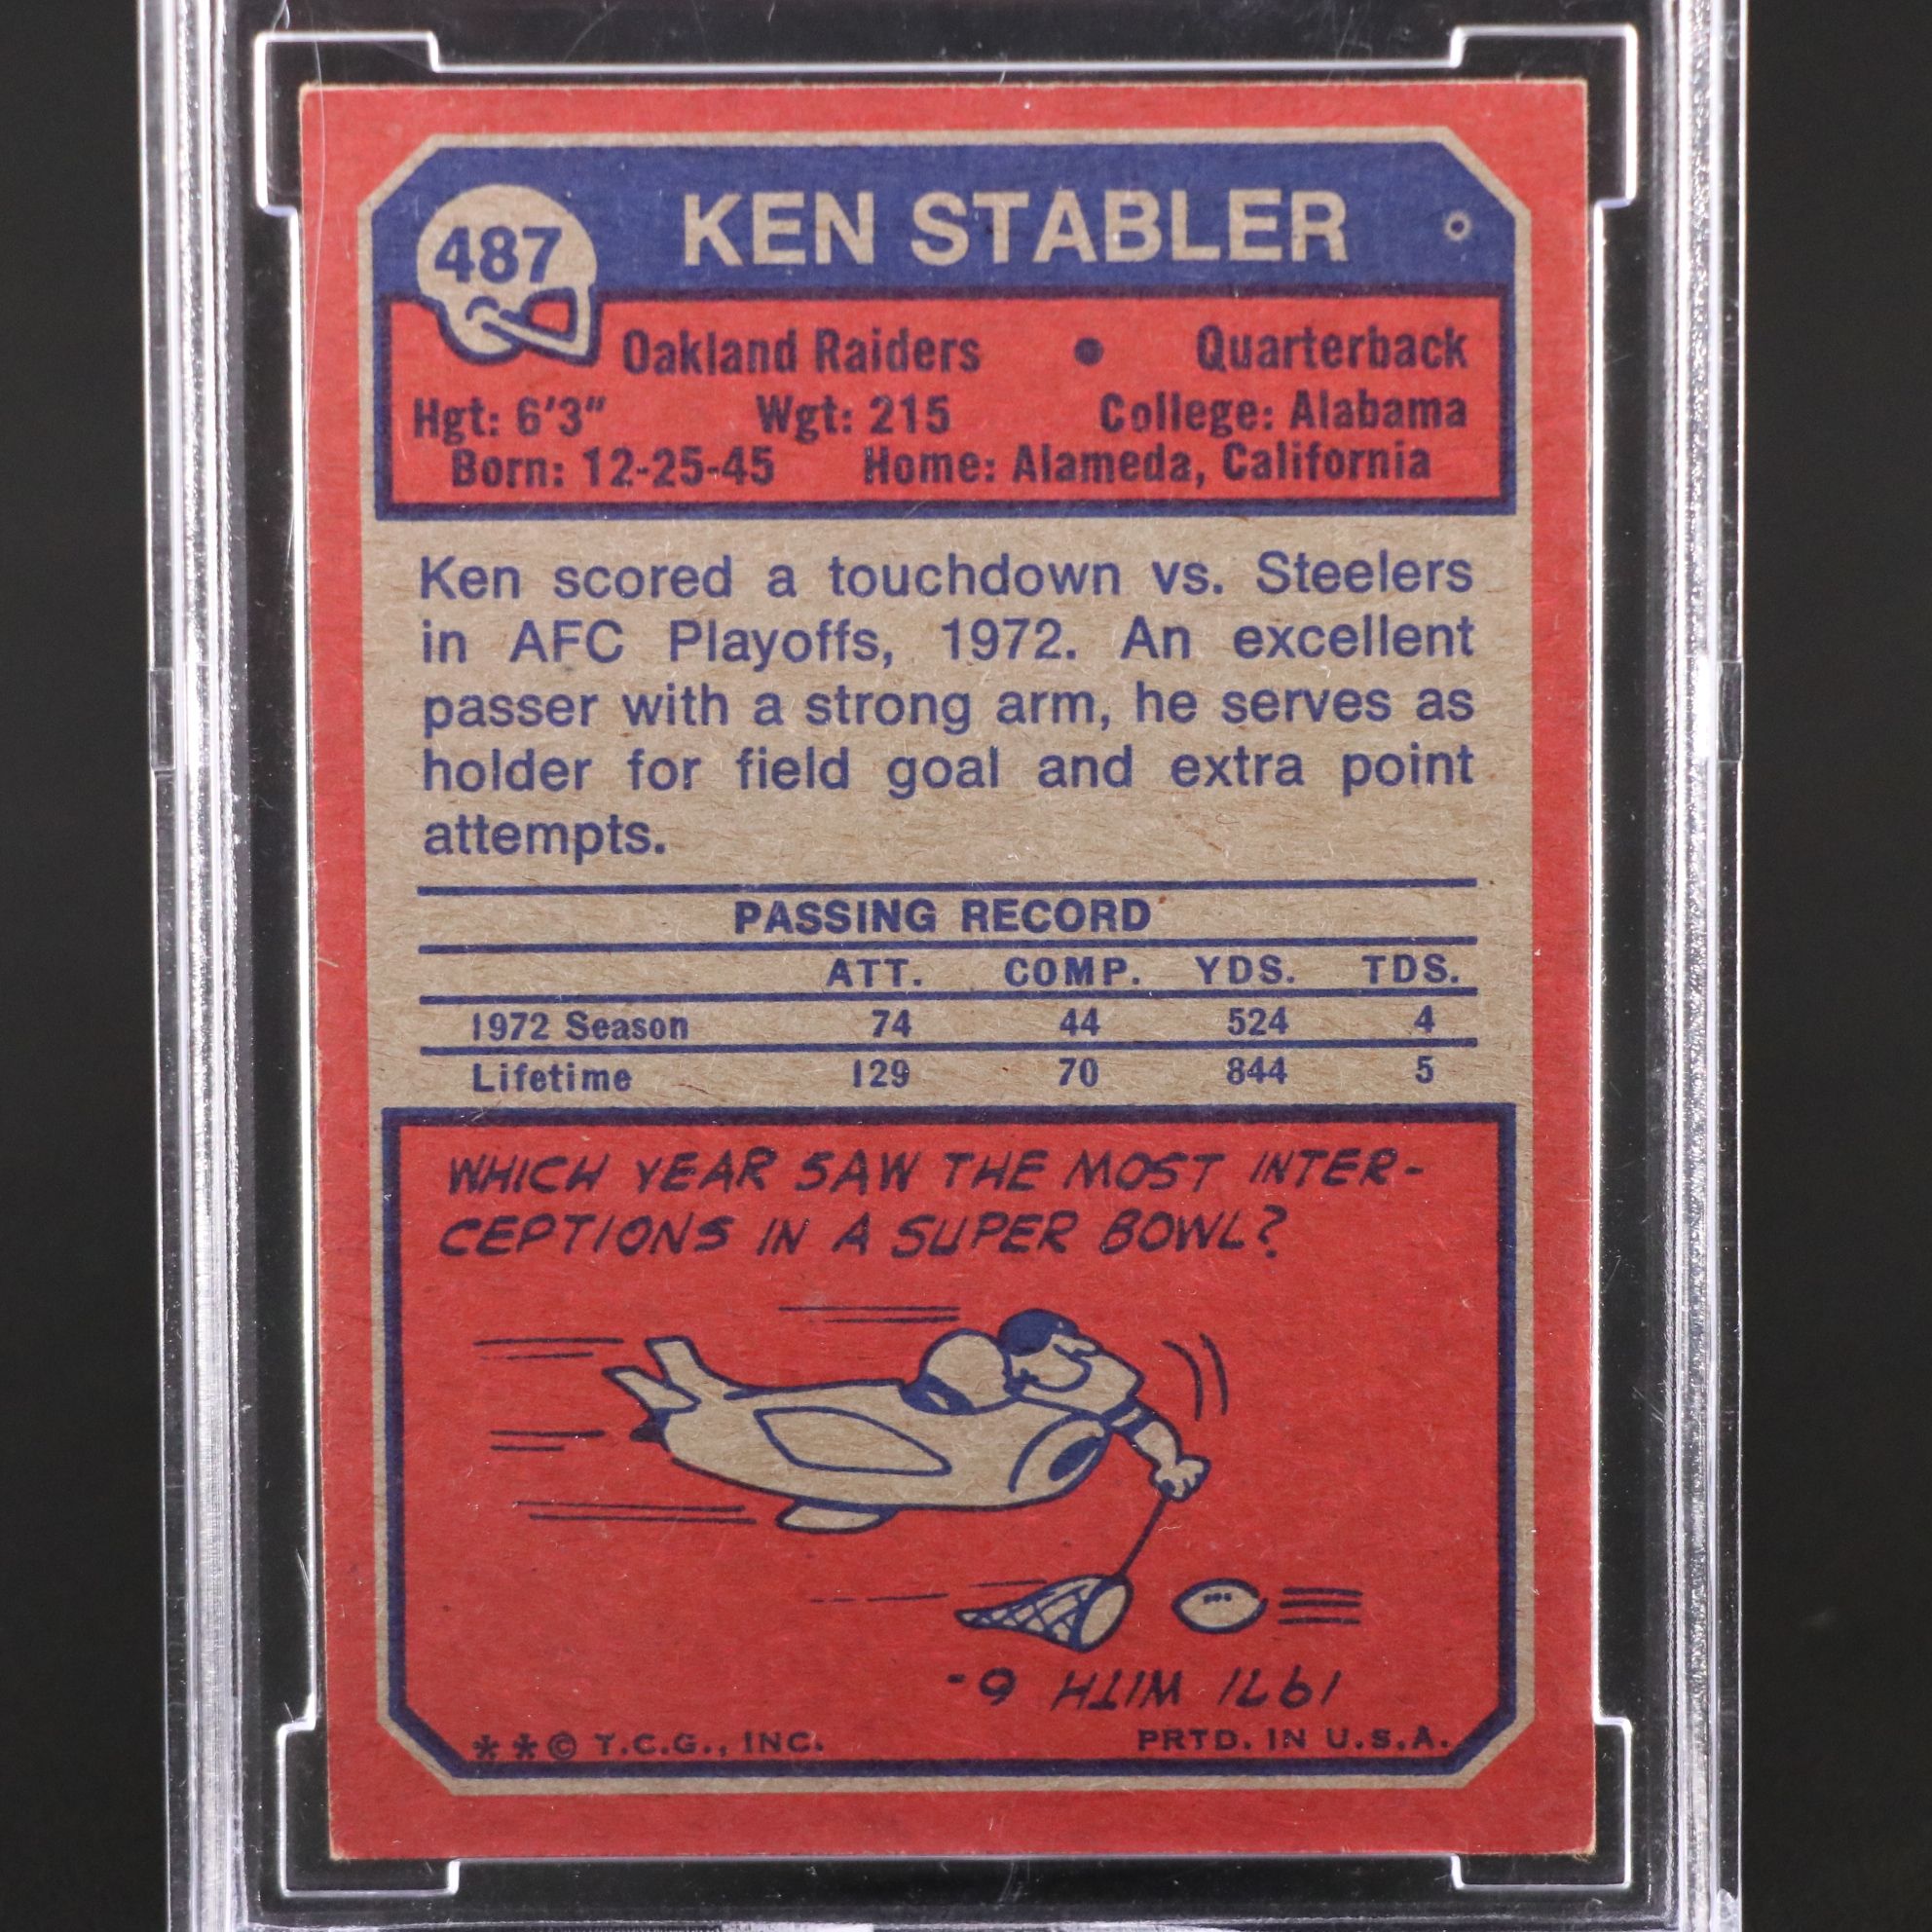 487
KEN STABLER
Oakland Raiders • Quarterback
Hgt: 6'3" Wgt: 215 College: Alabama
Born: 12-25-45 Home: Alameda, California
Ken scored a touchdown vs. Steelers
in AFC Playoffs, 1972. An excellent
passer with a strong arm, he serves as
holder for field goal and extra point
attempts.
PASSING RECORD
ATT. COMP. YDS. TDS.
1972 Season 74 44 524 4
Lifetime 129 70 844 5
WHICH YEAR SAW THE MOST INTER-
CEPTIONS IN A SUPER BOWL?
1971 WITH 6-
**© T.C.G., INC. PRTD. IN U.S.A.